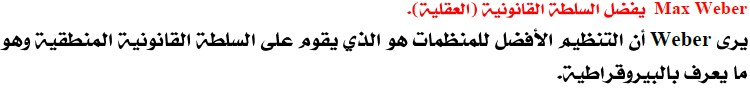 Max Weber يفضل السلطة القانونية (العقلية).
يرى Weber أن التنظيم الأفضل للمنظمات هو الذي يقوم على السلطة القانونية المنطقية وهو
ما يعرف بالبيروقراطية.